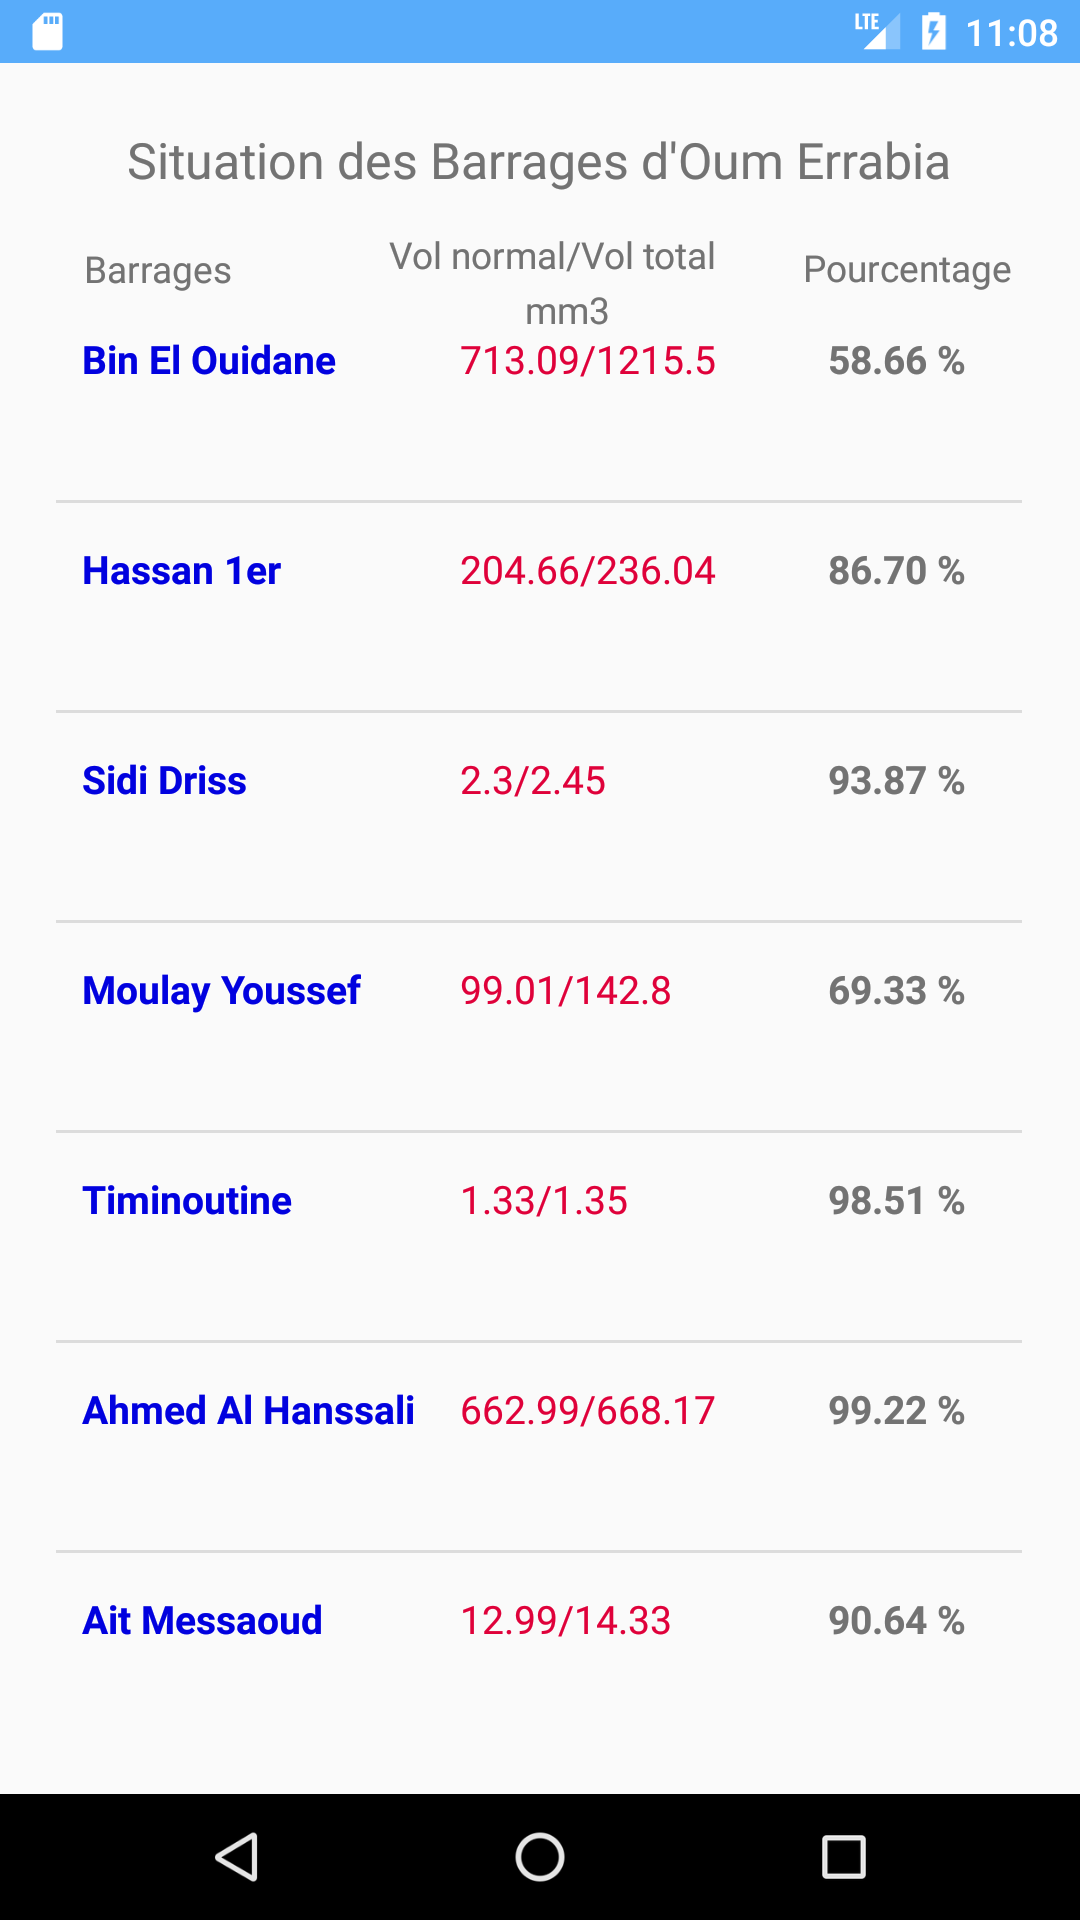 LTE 11:08
Situation des Barrages d'Oum Errabia
Barrages Vol normal/Vol total mm3 Pourcentage
Bin El Ouidane 713.09/1215.5 58.66 %
Hassan 1er 204.66/236.04 86.70 %
Sidi Driss 2.3/2.45 93.87 %
Moulay Youssef 99.01/142.8 69.33 %
Timinoutine 1.33/1.35 98.51 %
Ahmed Al Hanssali 662.99/668.17 99.22 %
Ait Messaoud 12.99/14.33 90.64 %